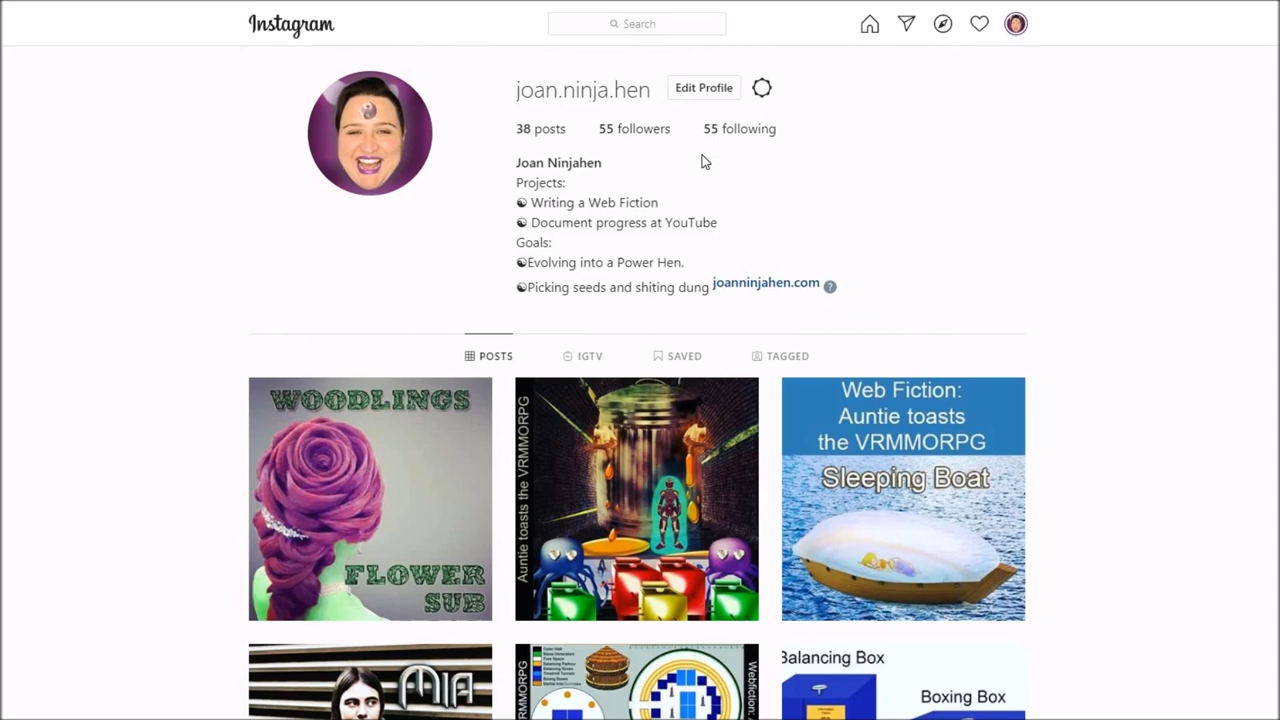 Instagram
Search
joan.ninja.hen Edit Profile
38 posts 55 followers 55 following
Joan Ninjahen
Projects:
☯ Writing a Web Fiction
☯ Document progress at YouTube
Goals:
☯Evolving into a Power Hen.
☯Picking seeds and shiting dung joanninjahen.com ?
POSTS IGTV SAVED TAGGED
WOODLINGS
FLOWER
SUB
Auntie toasts the VRMMORPG
Web Fiction:
Auntie toasts
the VRMMORPG
Sleeping Boat
MIA
VRMMORPG
Webfiction:
Balancing Box
Boxing Box